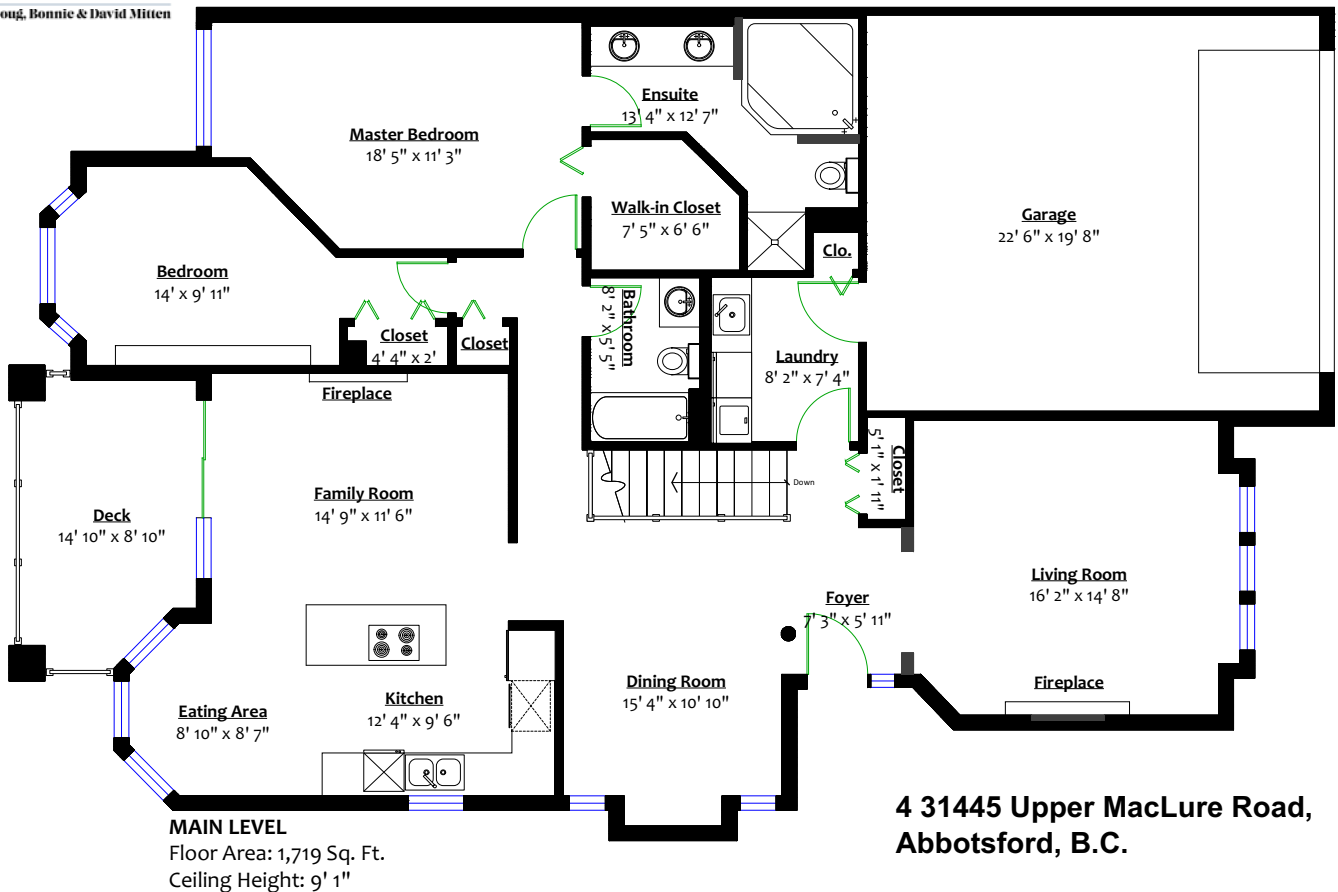 oug, Bonnie & David Mitten
Ensuite
13' 4" x 12' 7"
Master Bedroom
18' 5" x 11' 3"
Walk-in Closet
7' 5" x 6' 6"
Garage
22' 6" x 19' 8"
Clo.
Bedroom
14' x 9' 11"
Bathroom
8' 2" x 5' 5"
Closet
4' 4" x 2'
Closet
Laundry
8' 2" x 7' 4"
Fireplace
Closet
5' 1" x 1' 11"
Down
Family Room
14' 9" x 11' 6"
Deck
14' 10" x 8' 10"
Living Room
16' 2" x 14' 8"
Foyer
7' 3" x 5' 11"
Fireplace
Dining Room
15' 4" x 10' 10"
Kitchen
12' 4" x 9' 6"
Eating Area
8' 10" x 8' 7"
MAIN LEVEL
Floor Area: 1,719 Sq. Ft.
Ceiling Height: 9' 1"
4 31445 Upper MacLure Road,
Abbotsford, B.C.